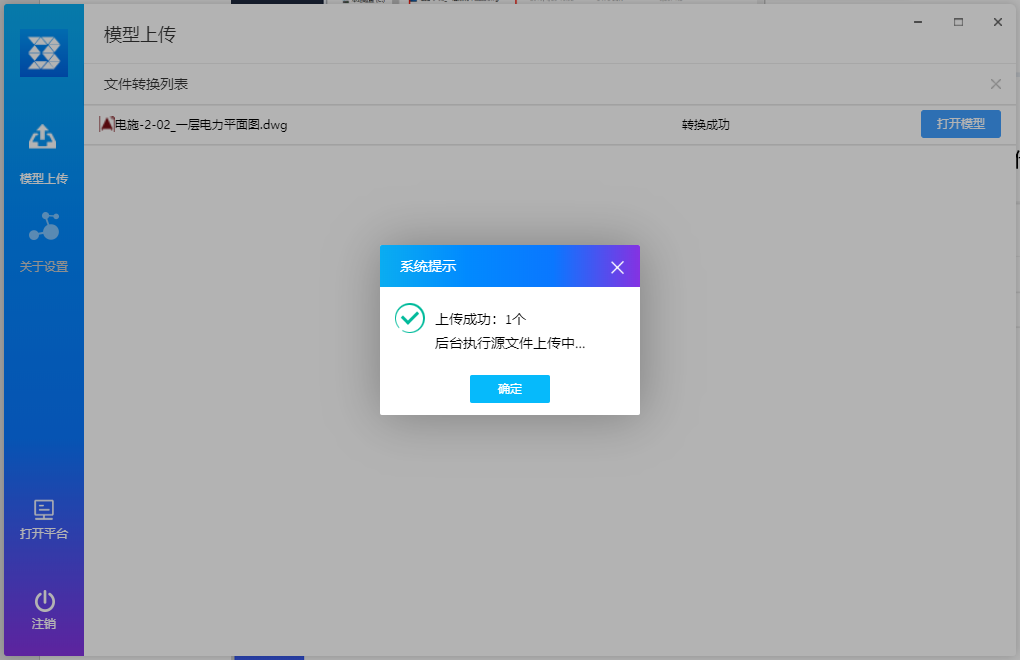 模型上传
文件转换列表
电施-2-02_一层电力平面图.dwg 转换成功 打开模型
模型上传
关于设置
系统提示
上传成功：1个
后台执行源文件上传中...
确定
打开平台
注销